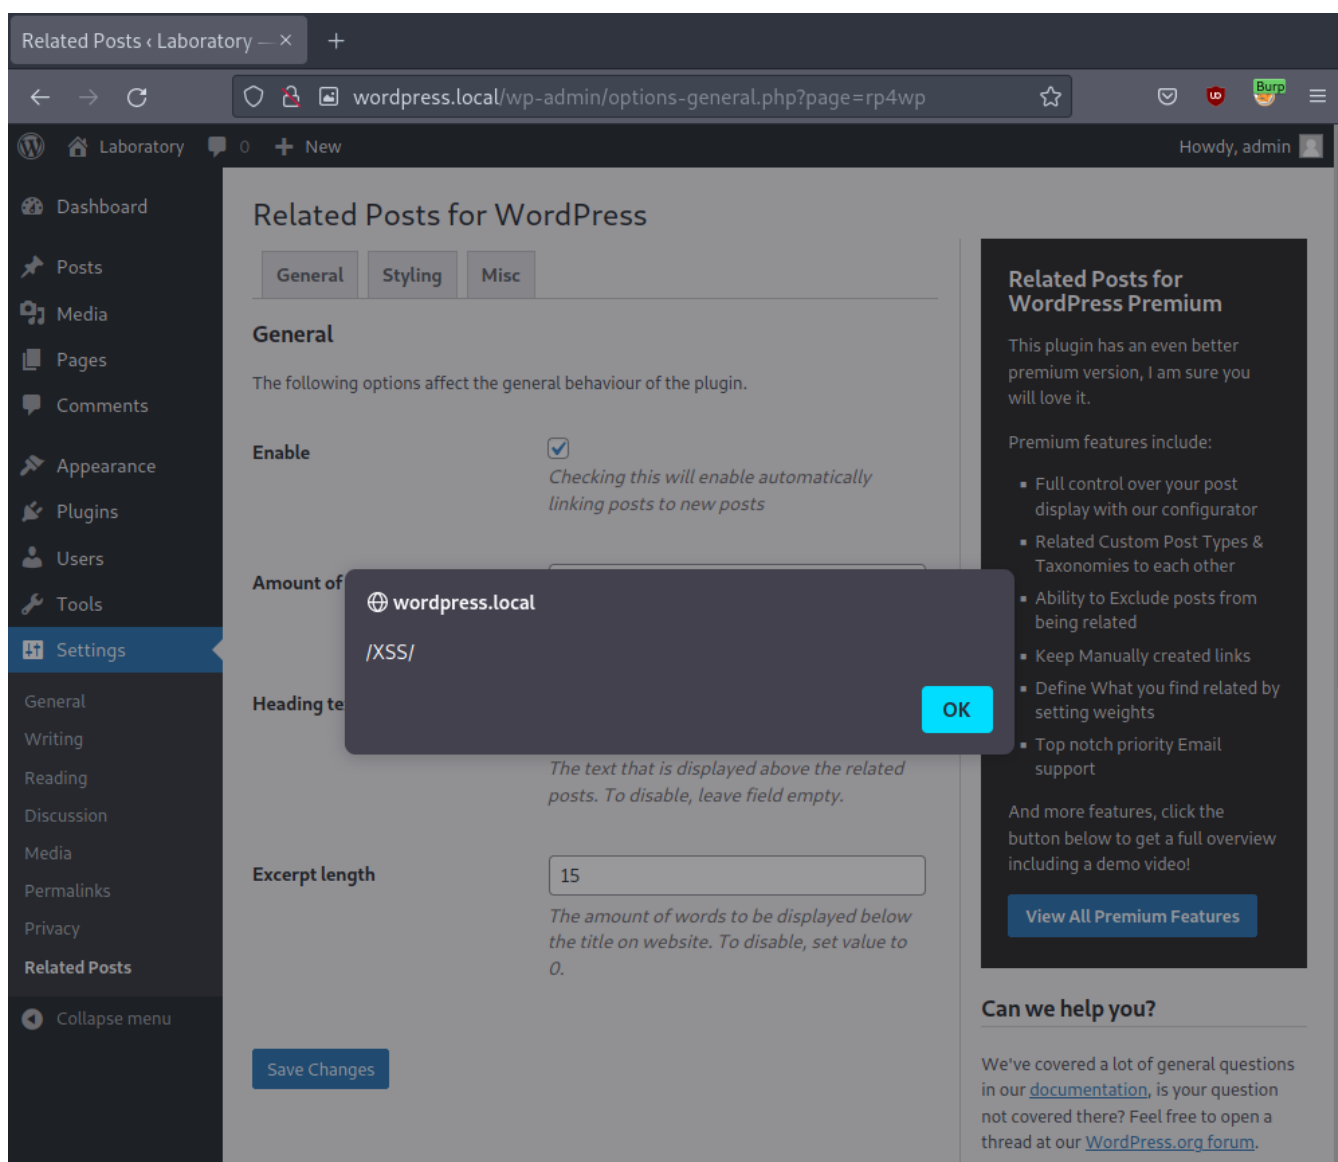 Related Posts ‹ Laboratory —
wordpress.local/wp-admin/options-general.php?page=rp4wp
Burp
Laboratory 0 New
Howdy, admin
Dashboard
Posts
Media
Pages
Comments
Appearance
Plugins
Users
Tools
Settings
General
Writing
Reading
Discussion
Media
Permalinks
Privacy
Related Posts
Collapse menu
Related Posts for WordPress
General Styling Misc
General
The following options affect the general behaviour of the plugin.
Enable
Checking this will enable automatically
linking posts to new posts
Amount of
wordpress.local
/XSS/
OK
Heading te
The text that is displayed above the related
posts. To disable, leave field empty.
Excerpt length
15
The amount of words to be displayed below
the title on website. To disable, set value to
0.
Save Changes
Related Posts for
WordPress Premium
This plugin has an even better
premium version, I am sure you
will love it.
Premium features include:
Full control over your post
display with our configurator
Related Custom Post Types &
Taxonomies to each other
Ability to Exclude posts from
being related
Keep Manually created links
Define What you find related by
setting weights
Top notch priority Email
support
And more features, click the
button below to get a full overview
including a demo video!
View All Premium Features
Can we help you?
We've covered a lot of general questions
in our documentation, is your question
not covered there? Feel free to open a
thread at our WordPress.org forum.